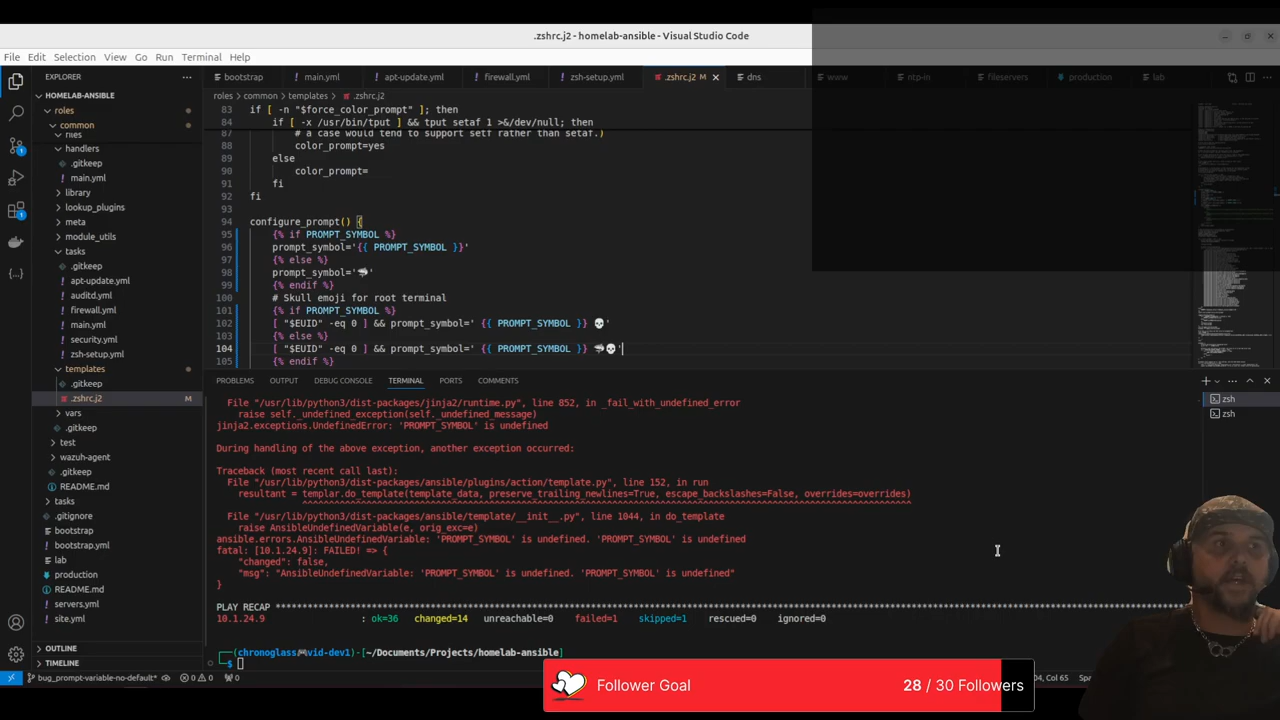 .zshrc.j2 - homelab-ansible - Visual Studio Code
File Edit Selection View Go Run Terminal Help
EXPLORER
bootstrap
main.yml
apt-update.yml
firewall.yml
zsh-setup.yml
.zshrc.j2 M
dns
www
ntp-in
fileservers
production
lab
HOMELAB-ANSIBLE
roles
common
files
handlers
.gitkeep
main.yml
library
lookup_plugins
meta
module_utils
tasks
.gitkeep
apt-update.yml
auditd.yml
firewall.yml
main.yml
security.yml
zsh-setup.yml
templates
.gitkeep
.zshrc.j2 M
vars
.gitkeep
test
wazuh-agent
.gitkeep
README.md
tasks
.gitignore
bootstrap
bootstrap.yml
lab
production
README.md
servers.yml
site.yml
OUTLINE
TIMELINE
roles > common > templates > .zshrc.j2
83 if [ -n "$force_color_prompt" ]; then
84 if [ -x /usr/bin/tput ] && tput setaf 1 >&/dev/null; then
87 # a case would tend to support setf rather than setaf.)
88 color_prompt=yes
89 else
90 color_prompt=
91 fi
92 fi
93
94 configure_prompt() {
95 {% if PROMPT_SYMBOL %}
96 prompt_symbol='{{ PROMPT_SYMBOL }}'
97 {% else %}
98 prompt_symbol='🦈'
99 {% endif %}
100 # Skull emoji for root terminal
101 {% if PROMPT_SYMBOL %}
102 [ "$EUID" -eq 0 ] && prompt_symbol=' {{ PROMPT_SYMBOL }} 💀'
103 {% else %}
104 [ "$EUID" -eq 0 ] && prompt_symbol=' {{ PROMPT_SYMBOL }} 🦈💀'
105 {% endif %}
PROBLEMS OUTPUT DEBUG CONSOLE TERMINAL PORTS COMMENTS
zsh
zsh
File "/usr/lib/python3/dist-packages/jinja2/runtime.py", line 852, in _fail_with_undefined_error
raise self._undefined_exception(self._undefined_message)
jinja2.exceptions.UndefinedError: 'PROMPT_SYMBOL' is undefined
During handling of the above exception, another exception occurred:
Traceback (most recent call last):
File "/usr/lib/python3/dist-packages/ansible/plugins/action/template.py", line 152, in run
resultant = templar.do_template(template_data, preserve_trailing_newlines=True, escape_backslashes=False, overrides=overrides)
File "/usr/lib/python3/dist-packages/ansible/template/__init__.py", line 1044, in do_template
raise AnsibleUndefinedVariable(e, orig_exc=e)
ansible.errors.AnsibleUndefinedVariable: 'PROMPT_SYMBOL' is undefined. 'PROMPT_SYMBOL' is undefined
fatal: [10.1.24.9]: FAILED! => {
"changed": false,
"msg": "AnsibleUndefinedVariable: 'PROMPT_SYMBOL' is undefined. 'PROMPT_SYMBOL' is undefined"
}
PLAY RECAP
10.1.24.9 : ok=36 changed=14 unreachable=0 failed=1 skipped=1 rescued=0 ignored=0
(chronoglass🎮vid-dev1)-[~/Documents/Projects/homelab-ansible]
$
bug_prompt-variable-no-default* 0 0 0
04, Col 65
Follower Goal 28 / 30 Followers